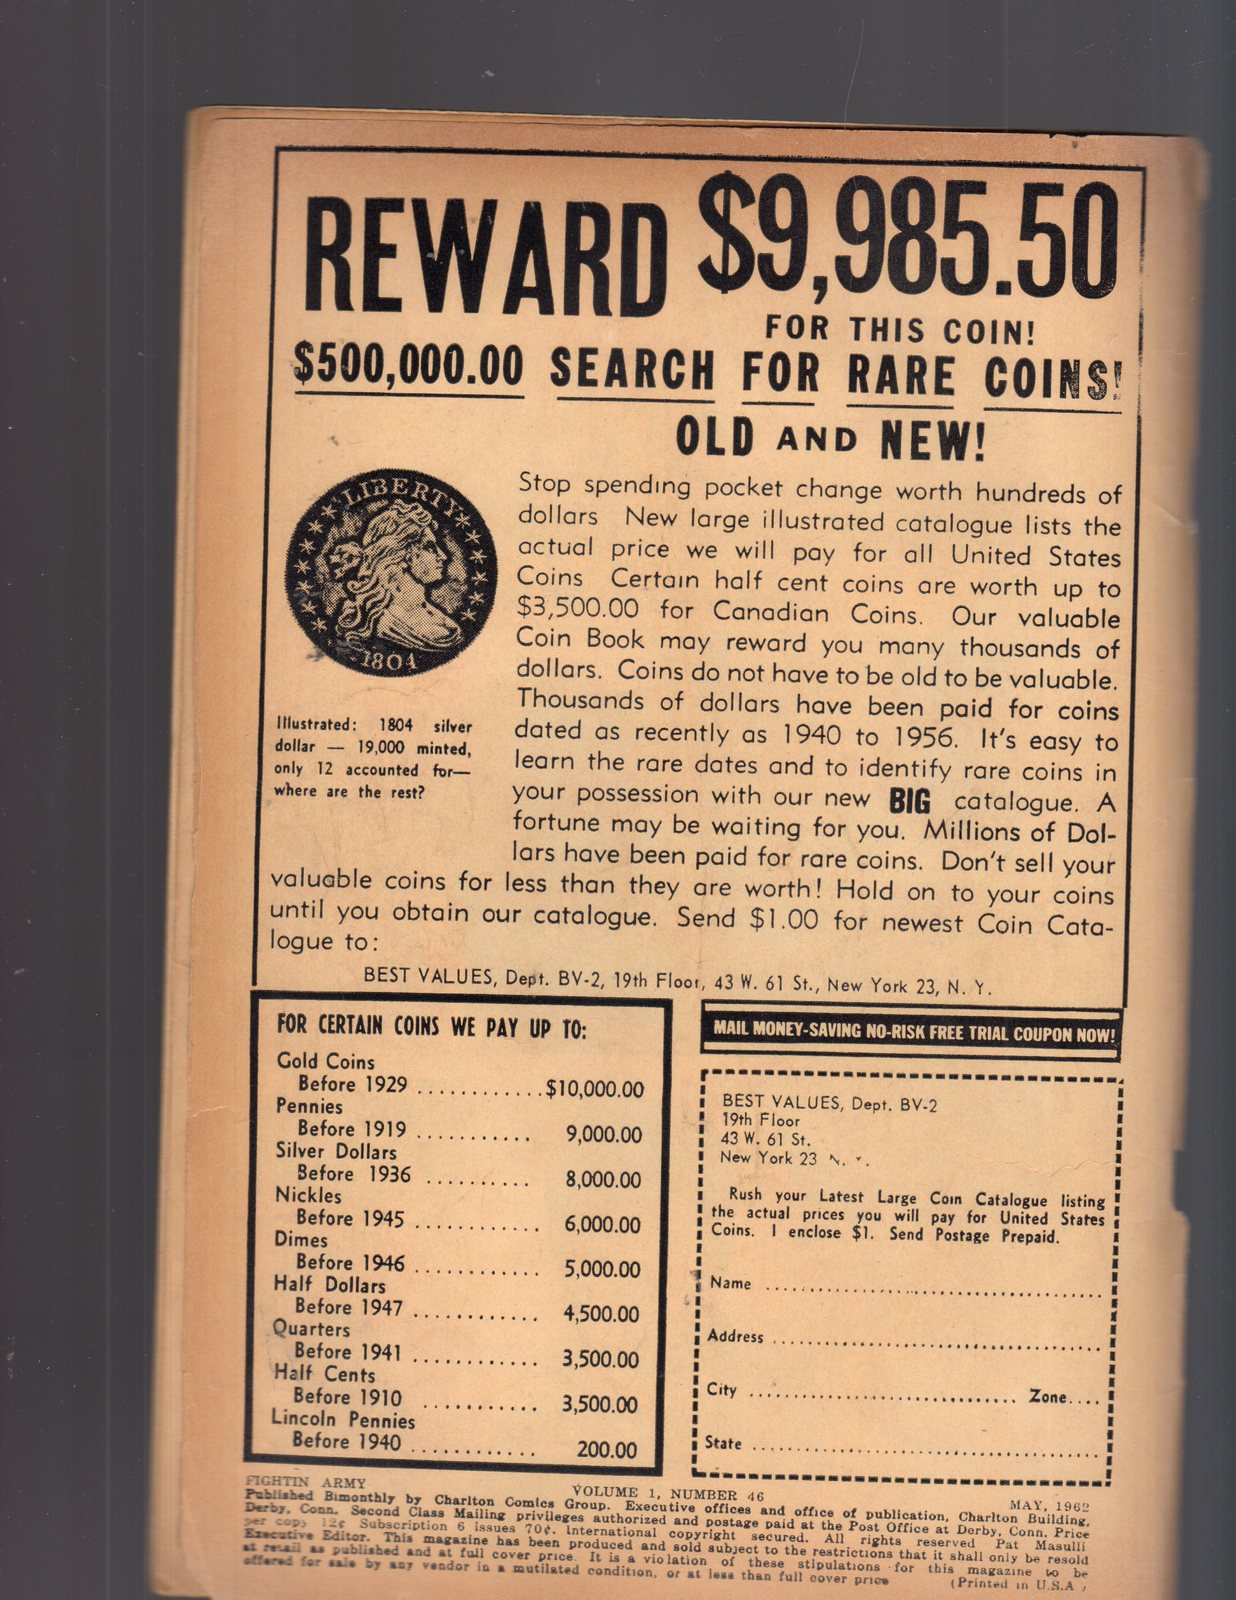 REWARD $9,985.50
FOR THIS COIN!
$500,000.00 SEARCH FOR RARE COINS!
OLD AND NEW!
LIBERTY
1804
Illustrated: 1804 silver
dollar — 19,000 minted,
only 12 accounted for—
where are the rest?
Stop spending pocket change worth hundreds of
dollars New large illustrated catalogue lists the
actual price we will pay for all United States
Coins Certain half cent coins are worth up to
$3,500.00 for Canadian Coins. Our valuable
Coin Book may reward you many thousands of
dollars. Coins do not have to be old to be valuable.
Thousands of dollars have been paid for coins
dated as recently as 1940 to 1956. It's easy to
learn the rare dates and to identify rare coins in
your possession with our new BIG catalogue. A
fortune may be waiting for you. Millions of Dol-
lars have been paid for rare coins. Don't sell your
valuable coins for less than they are worth! Hold on to your coins
until you obtain our catalogue. Send $1.00 for newest Coin Cata-
logue to:
BEST VALUES, Dept. BV-2, 19th Floor, 43 W. 61 St., New York 23, N. Y.
FOR CERTAIN COINS WE PAY UP TO:
Gold Coins
Before 1929 ............ $10,000.00
Pennies
Before 1919 ........... 9,000.00
Silver Dollars
Before 1936 .......... 8,000.00
Nickles
Before 1945 ............ 6,000.00
Dimes
Before 1946 ............ 5,000.00
Half Dollars
Before 1947 ............ 4,500.00
Quarters
Before 1941 ............ 3,500.00
Half Cents
Before 1910 ........... 3,500.00
Lincoln Pennies
Before 1940 ............ 200.00
MAIL MONEY-SAVING NO-RISK FREE TRIAL COUPON NOW!
BEST VALUES, Dept. BV-2
19th Floor
43 W. 61 St.
New York 23 N. Y.
Rush your Latest Large Coin Catalogue listing
the actual prices you will pay for United States
Coins. I enclose $1. Send Postage Prepaid.
Name ........................................
Address ........................................
City ................................ Zone....
State ........................................
FIGHTIN ARMY VOLUME 1, NUMBER 46 MAY, 1962
Published Bimonthly by Charlton Comics Group. Executive offices and office of publication, Charlton Building,
Derby, Conn. Second Class Mailing privileges authorized and postage paid at the Post Office at Derby, Conn. Price
per copy 12¢ Subscription 6 issues 70¢. International copyright secured. All rights reserved Pat Masulli
Executive Editor. This magazine has been produced and sold subject to the restrictions that it shall only be resold
at retail as published and at full cover price. It is a violation of these stipulations for this magazine to be
offered for sale by any vendor in a mutilated condition, or at less than full cover price (Printed in U.S.A.)